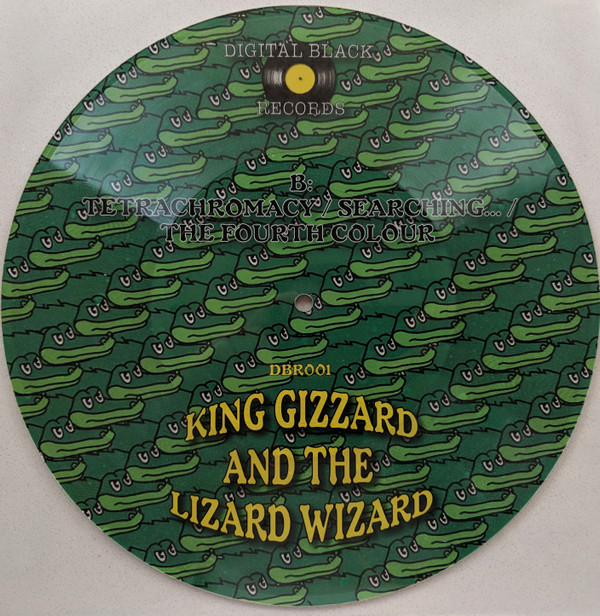 DIGITAL BLACK
RECORDS
B:
TETRACHROMACY / SEARCHING... /
THE FOURTH COLOUR
DBR001
KING GIZZARD
AND THE
LIZARD WIZARD